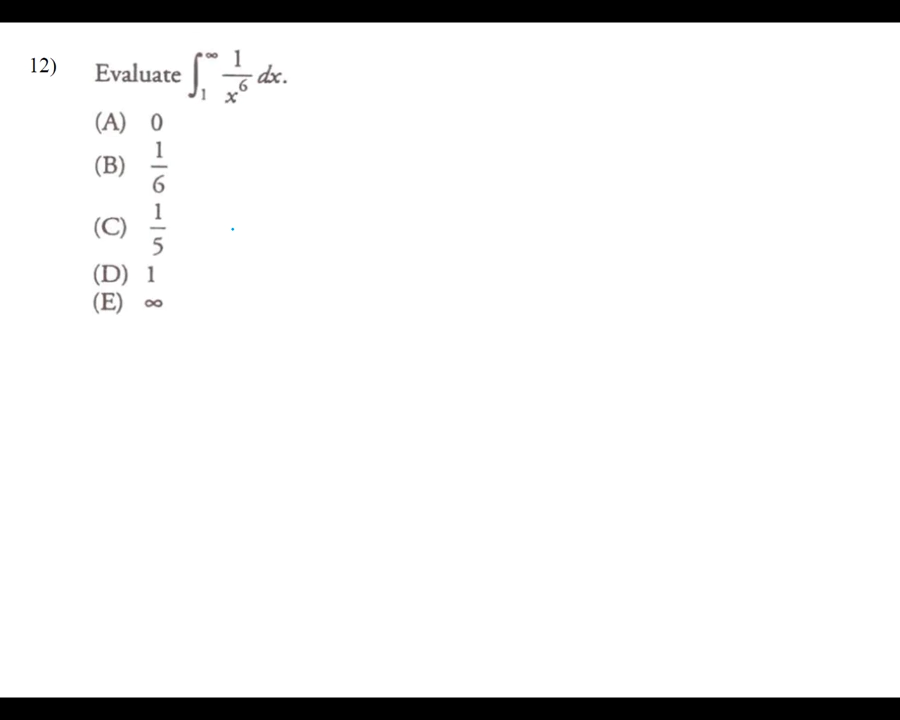 12) Evaluate ∫₁^∞ 1/x⁶ dx.
(A) 0
(B) 1/6
(C) 1/5
(D) 1
(E) ∞